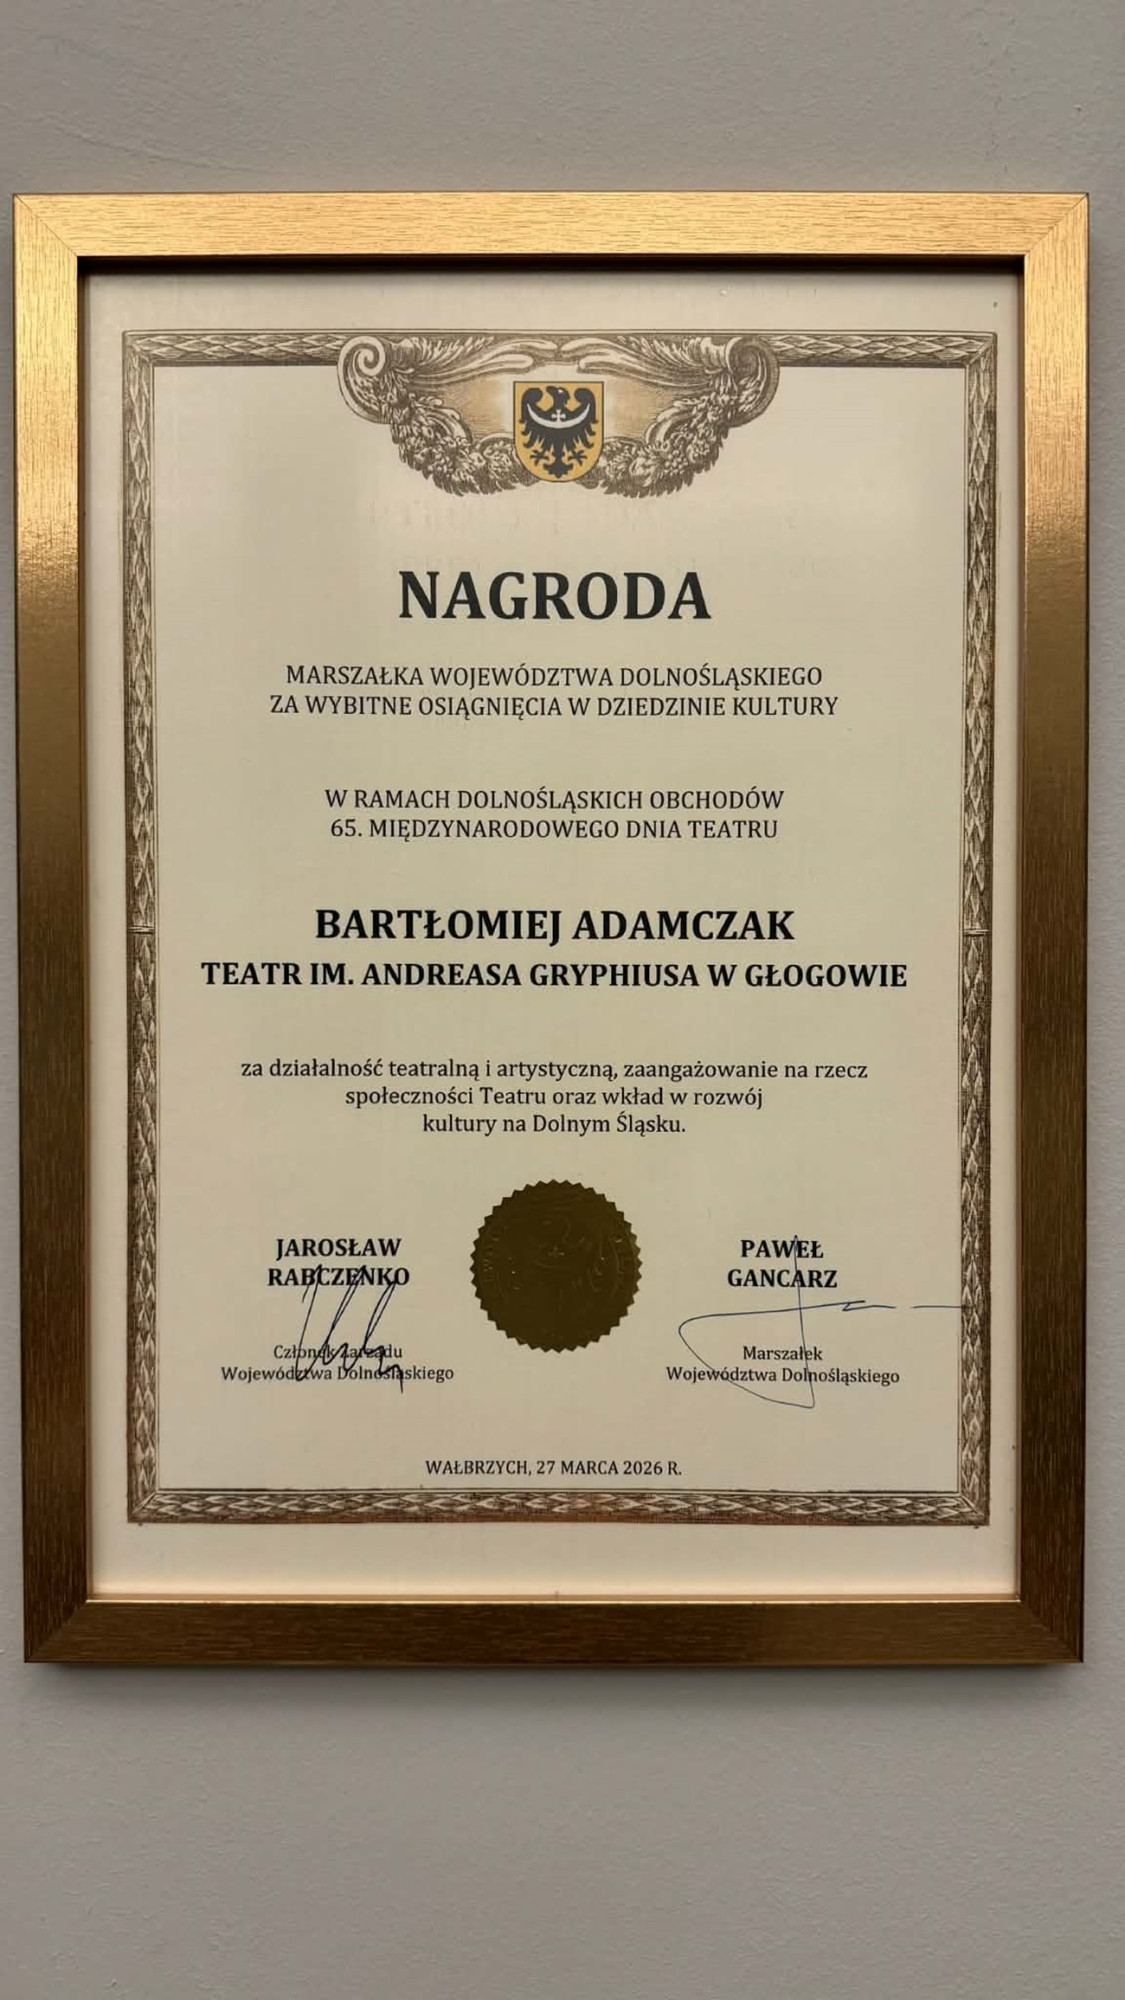 NAGRODA
MARSZAŁKA WOJEWÓDZTWA DOLNOŚLĄSKIEGO
ZA WYBITNE OSIĄGNIĘCIA W DZIEDZINIE KULTURY
W RAMACH DOLNOŚLĄSKICH OBCHODÓW
65. MIĘDZYNARODOWEGO DNIA TEATRU
BARTŁOMIEJ ADAMCZAK
TEATR IM. ANDREASA GRYPHIUSA W GŁOGOWIE
za działalność teatralną i artystyczną, zaangażowanie na rzecz
społeczności Teatru oraz wkład w rozwój
kultury na Dolnym Śląsku.
JAROSŁAW
RABCZENKO
Członek Zarządu
Województwa Dolnośląskiego
PAWEŁ
GANCARZ
Marszałek
Województwa Dolnośląskiego
WAŁBRZYCH, 27 MARCA 2026 R.